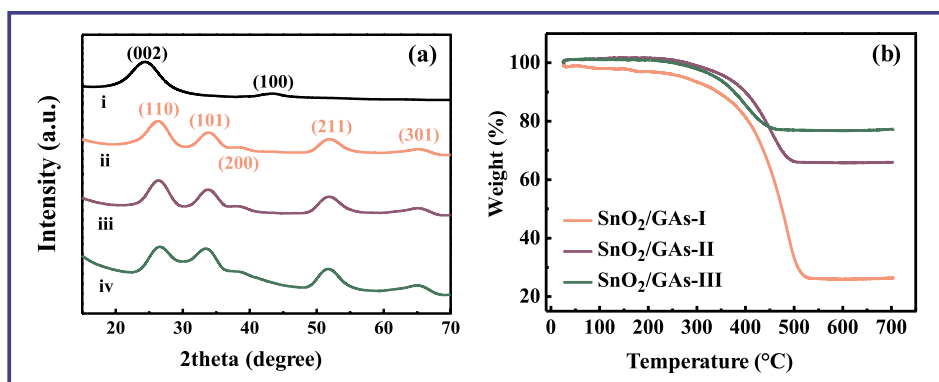 (a)
(002)
(100)
i
(110)
(101)
(211)
(301)
ii
(200)
iii
iv
Intensity (a.u.)
20 30 40 50 60 70
2theta (degree)
(b)
100
80
60
40
20
Weight (%)
SnO₂/GAs-I
SnO₂/GAs-II
SnO₂/GAs-III
0 100 200 300 400 500 600 700
Temperature (°C)